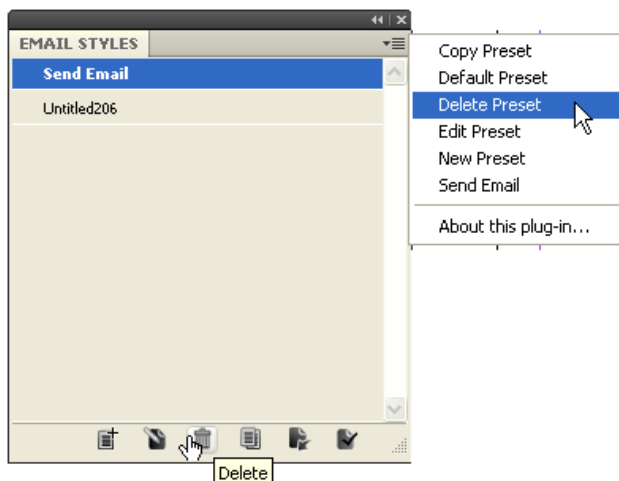 EMAIL STYLES
Send Email
Untitled206
Copy Preset
Default Preset
Delete Preset
Edit Preset
New Preset
Send Email
About this plug-in...
Delete